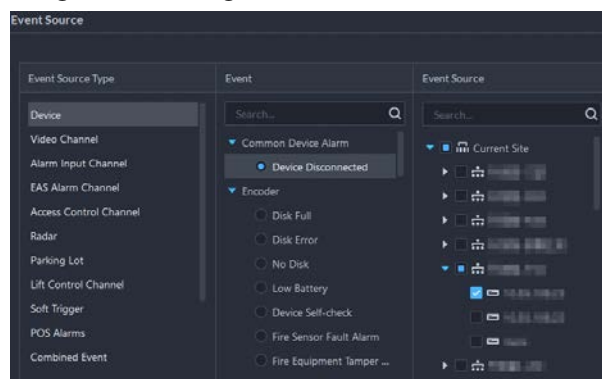 Event Source
Event Source Type
Event
Event Source
Device
Search...
Search...
Video Channel
Common Device Alarm
Current Site
Alarm Input Channel
Device Disconnected
EAS Alarm Channel
Encoder
Access Control Channel
Disk Full
Radar
Disk Error
Parking Lot
No Disk
Lift Control Channel
Low Battery
Soft Trigger
Device Self-check
POS Alarms
Fire Sensor Fault Alarm
Combined Event
Fire Equipment Tamper ...